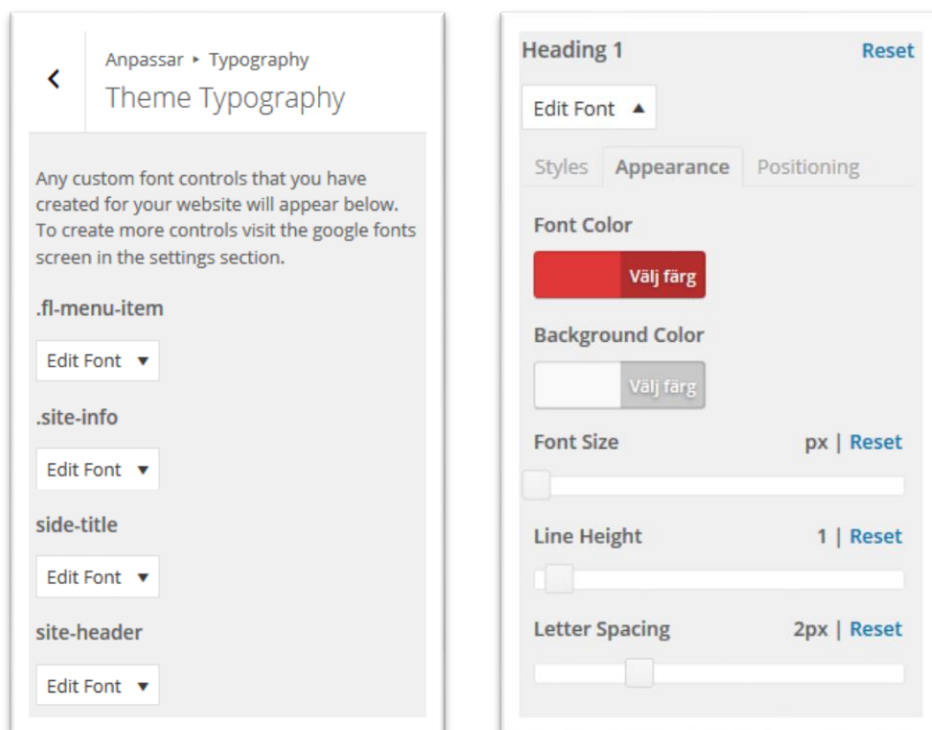 Anpassar ▸ Typography
Theme Typography
Any custom font controls that you have
created for your website will appear below.
To create more controls visit the google fonts
screen in the settings section.
.fl-menu-item
Edit Font ▼
.site-info
Edit Font ▼
side-title
Edit Font ▼
site-header
Edit Font ▼
Heading 1 Reset
Edit Font ▲
Styles Appearance Positioning
Font Color
Välj färg
Background Color
Välj färg
Font Size px | Reset
Line Height 1 | Reset
Letter Spacing 2px | Reset